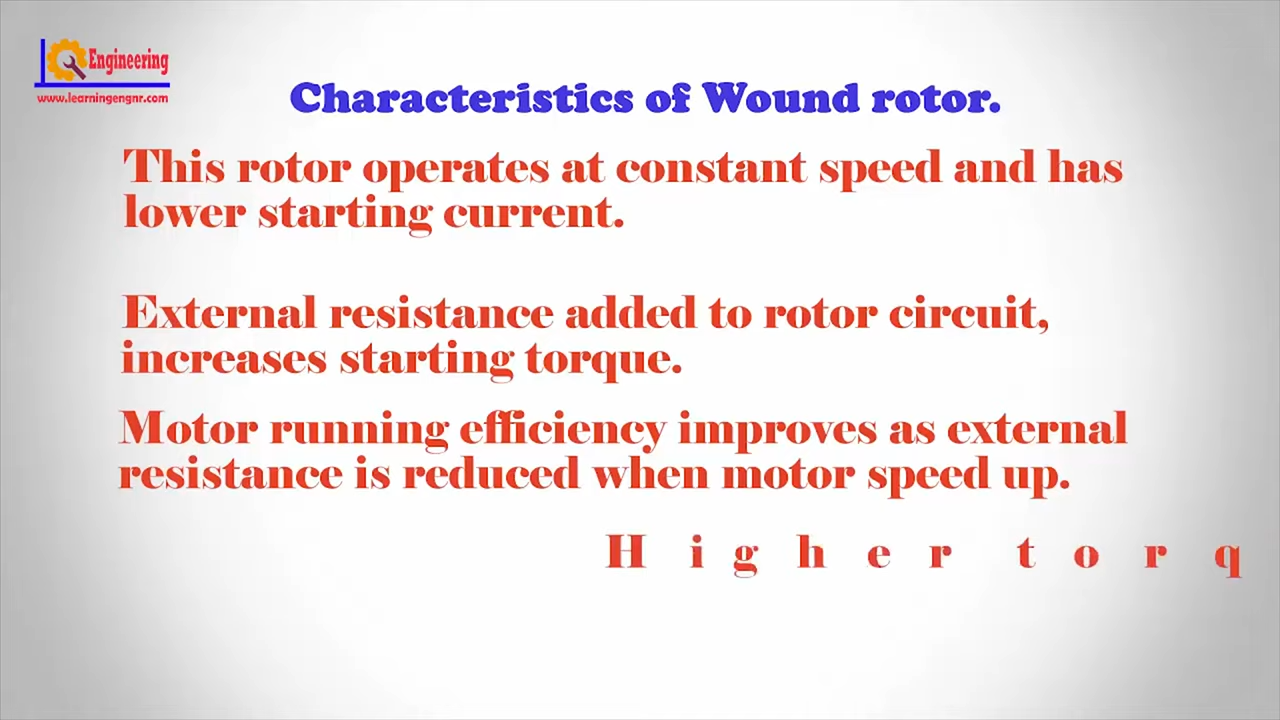 Engineering
www.learningengnr.com
Characteristics of Wound rotor.
This rotor operates at constant speed and has
lower starting current.
External resistance added to rotor circuit,
increases starting torque.
Motor running efficiency improves as external
resistance is reduced when motor speed up.
Higher torq